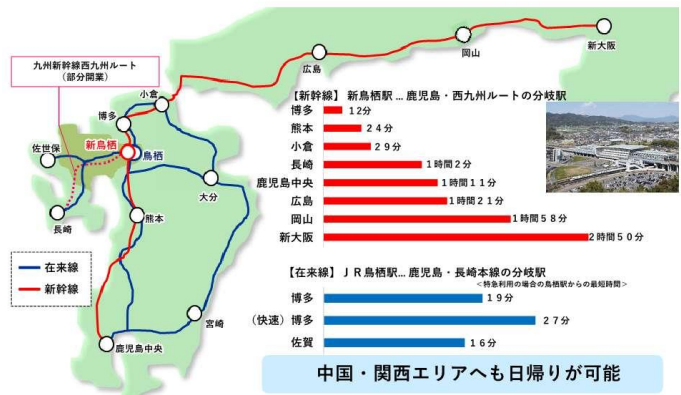 九州新幹線西九州ルート
(部分開業)
小倉
博多
佐世保
新鳥栖
鳥栖
大分
長崎
熊本
宮崎
鹿児島中央
広島
岡山
新大阪
在来線
新幹線
【新幹線】 新鳥栖駅 … 鹿児島・西九州ルートの分岐駅
博多 12分
熊本 24分
小倉 29分
長崎 1時間2分
鹿児島中央 1時間11分
広島 1時間21分
岡山 1時間58分
新大阪 2時間50分
【在来線】ＪＲ鳥栖駅… 鹿児島・長崎本線の分岐駅
＜特急利用の場合の鳥栖駅からの最短時間＞
博多 19分
(快速) 博多 27分
佐賀 16分
中国・関西エリアへも日帰りが可能